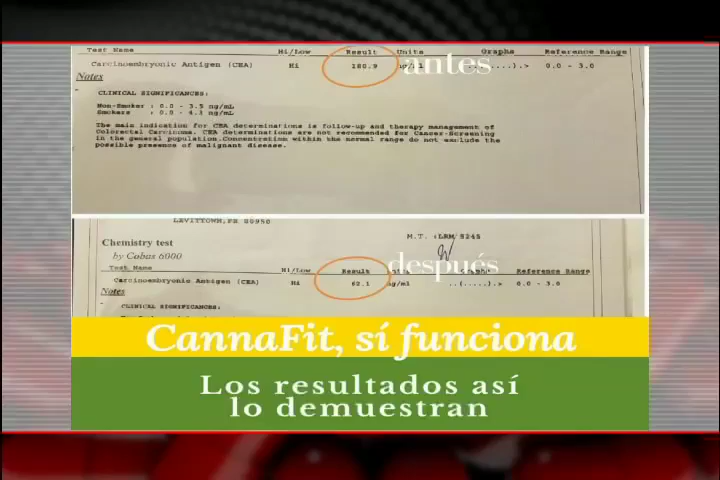 Test Name Hi/Low Result Units Graphs Reference Range
Carcinoembryonic Antigen (CEA) Hi 180.9 antes 0.0 - 3.0
Notes
CLINICAL SIGNIFICANCES:
Non-Smoker : 0.0 - 3.5 ng/mL
Smokers : 0.0 - 4.3 ng/mL
The main indication for CEA determinations is follow-up and therapy management of
Colorectal Carcinoma. CEA determinations are not recommended for Cancer-Screening
in the general population. Concentration within the normal range do not exclude the
possible presence of malignant disease.
LEVITTOWN, PR 00950
M.T. :LRM/5245
Chemistry test
by Cobas 6000
después
Test Name Hi/Low Result Reference Range
Carcinoembryonic Antigen (CEA) Hi 62.1 ng/ml 0.0 - 3.0
Notes
CLINICAL SIGNIFICANCES:
CannaFit, sí funciona
Los resultados así
lo demuestran